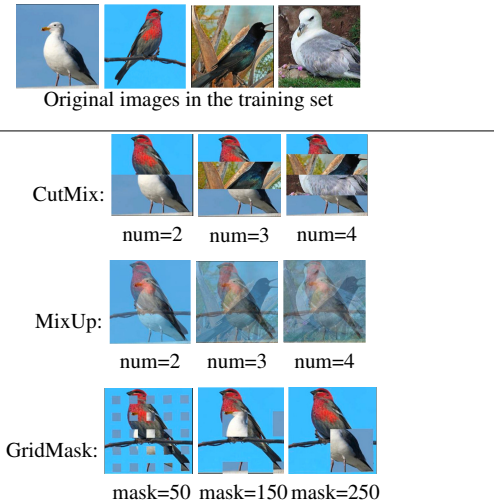 Original images in the training set
CutMix:
num=2 num=3 num=4
MixUp:
num=2 num=3 num=4
GridMask:
mask=50 mask=150 mask=250